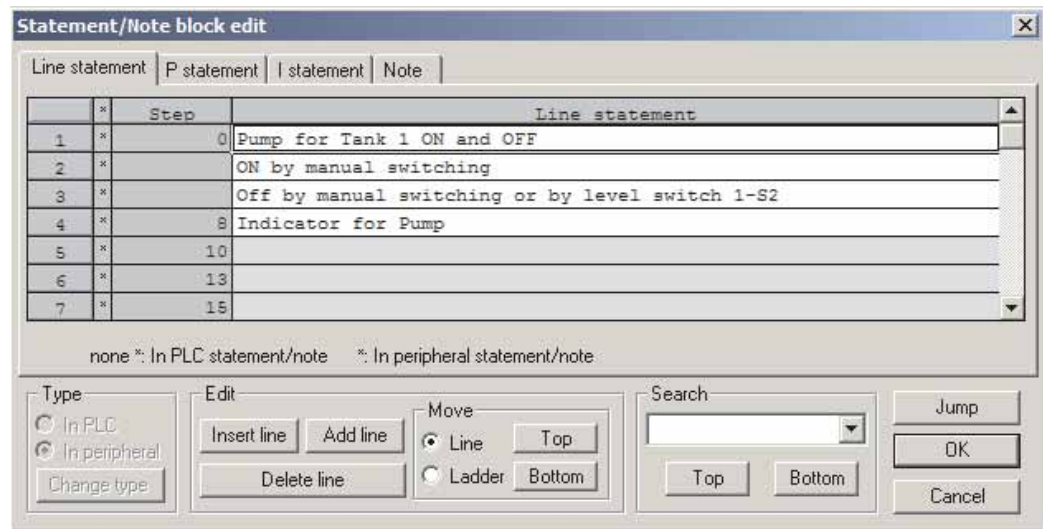 Statement/Note block edit
Line statement P statement I statement Note
* Step Line statement
1 * 0 Pump for Tank 1 ON and OFF
2 * ON by manual switching
3 * Off by manual switching or by level switch 1-S2
4 * 8 Indicator for Pump
5 * 10
6 * 13
7 * 15
none *: In PLC statement/note *: In peripheral statement/note
Type
In PLC
In peripheral
Change type
Edit
Insert line Add line
Delete line
Move
Line Top
Ladder Bottom
Search
Top Bottom
Jump
OK
Cancel